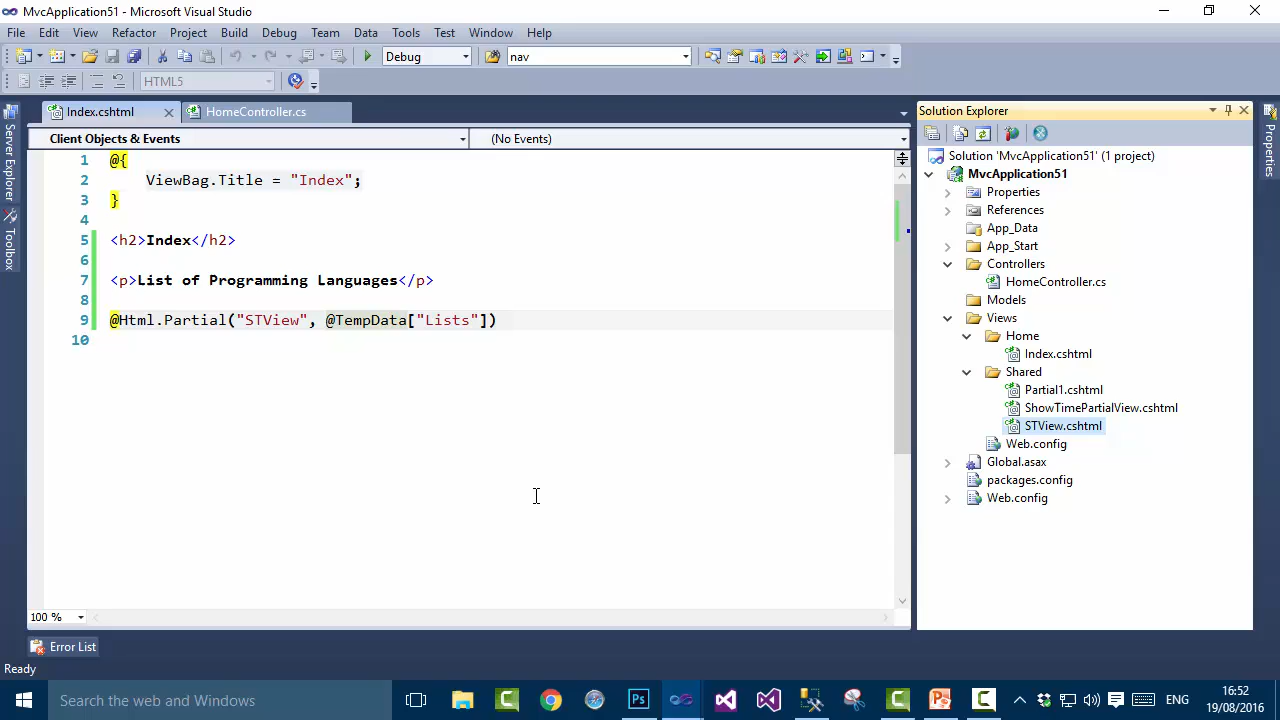 MvcApplication51 - Microsoft Visual Studio
File Edit View Refactor Project Build Debug Team Data Tools Test Window Help
Debug nav
HTML5
Index.cshtml HomeController.cs
Client Objects & Events (No Events)
1 @{
2 ViewBag.Title = "Index";
3 }
4
5 <h2>Index</h2>
6
7 <p>List of Programming Languages</p>
8
9 @Html.Partial("STView", @TempData["Lists"])
10
100 %
Error List
Ready
Server Explorer
Toolbox
Solution Explorer
Solution 'MvcApplication51' (1 project)
MvcApplication51
Properties
References
App_Data
App_Start
Controllers
HomeController.cs
Models
Views
Home
Index.cshtml
Shared
Partial1.cshtml
ShowTimePartialView.cshtml
STView.cshtml
Web.config
Global.asax
packages.config
Web.config
Properties
Search the web and Windows
Ps
ENG
16:52
19/08/2016